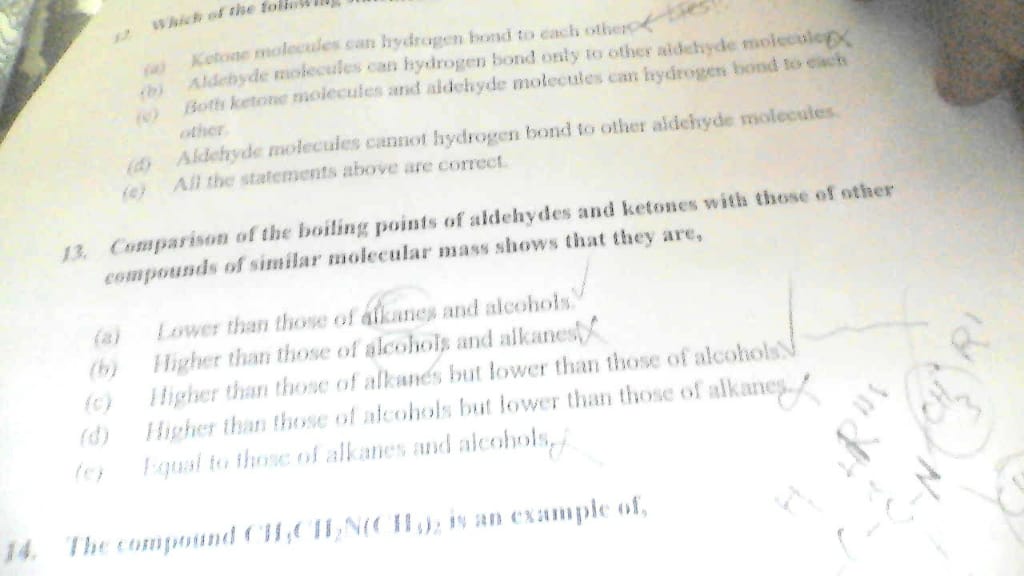 12. Which of the following
(a) Ketone molecules can hydrogen bond to each other
(b) Aldehyde molecules can hydrogen bond only to other aldehyde molecules
(c) Both ketone molecules and aldehyde molecules can hydrogen bond to each
other.
(d) Aldehyde molecules cannot hydrogen bond to other aldehyde molecules.
(e) All the statements above are correct.
13. Comparison of the boiling points of aldehydes and ketones with those of other
compounds of similar molecular mass shows that they are,
(a) Lower than those of alkanes and alcohols.
(b) Higher than those of alcohols and alkanes
(c) Higher than those of alkanes but lower than those of alcohols
(d) Higher than those of alcohols but lower than those of alkanes
(e) Equal to those of alkanes and alcohols.
14. The compound CH₃CH₂N(CH₃)₂ is an example of,